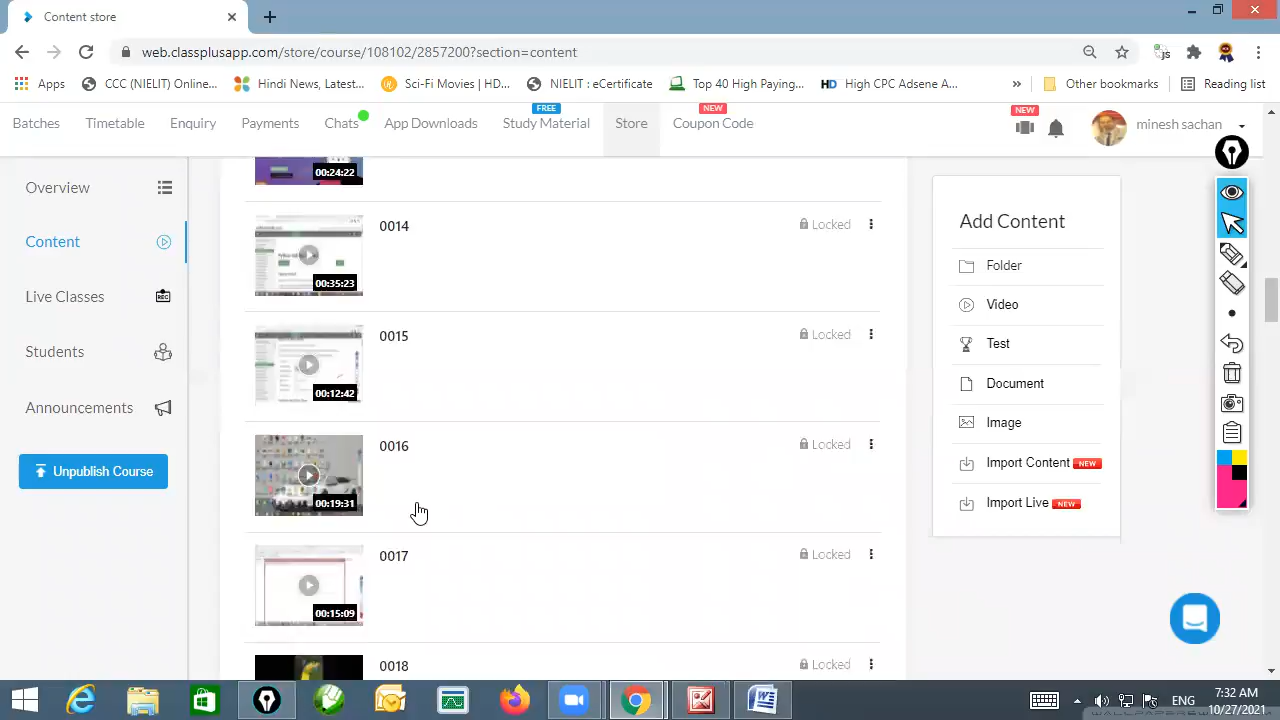 Content store
web.classplusapp.com/store/course/108102/2857200?section=content
Apps
CCC (NIELIT) Online...
Hindi News, Latest...
Sci-Fi Movies | HD...
NIELIT : eCertificate
Top 40 High Paying...
HD High CPC Adsene A...
»
Other bookmarks
Reading list
FREE
NEW
NEW
Batches
Timetable
Enquiry
Payments
Chats
App Downloads
Study Material
Store
Coupon Code
minesh sachan
Overview
Content
Live Classes
Students
Announcements
Unpublish Course
00:24:22
0014
Locked
00:35:23
0015
Locked
00:12:42
0016
Locked
00:19:31
0017
Locked
00:15:09
0018
Locked
Add Content
Folder
Video
Test
Document
Image
Import Content NEW
Import Live NEW
ENG
7:32 AM
10/27/2021